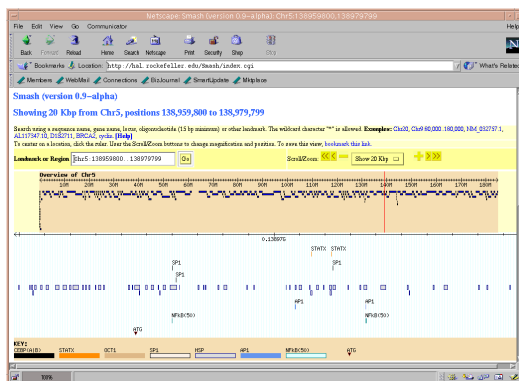 Netscape: Smash (version 0.9-alpha): Chr5:138959800,138979799
File Edit View Go Communicator Help
Back Forward Reload Home Search Netscape Print Security Shop Stop
Bookmarks Location: http://hal.rockefeller.edu/Smash/index.cgi What's Related
Members WebMail Connections BizJournal SmartUpdate Mktplace
Smash (version 0.9-alpha)
Showing 20 Kbp from Chr5, positions 138,959,800 to 138,979,799
Search using a sequence name, gene name, locus, oligonucleotide (15 bp minimum) or other landmark. The wildcard character "*" is allowed. Examples: Chr20, Chr9:60,000..180,000, NM_032757.1,
AL117347.10, D1S2711, BRCA2, cyclin. [Help]
To center on a location, click the ruler. User the Scroll/Zoom buttons to change magnification and position. To save this view, bookmark this link.
Landmark or Region Chr5:138959800..138979799 Go Scroll/Zoom: << - Show 20 Kbp + >>
Overview of Chr5
10M 20M 30M 40M 50M 60M 70M 80M 90M 100M 110M 120M 130M 140M 150M 160M 170M 180M
0.138975
STATX STATX
SP1 SP1
SP1
AP1 AP1
NFkB(50) NFkB(50)
ATG
KEY:
CEBP(A|B) STATX OCT1 SP1 HSP AP1 NFkB(50) ATG
100%